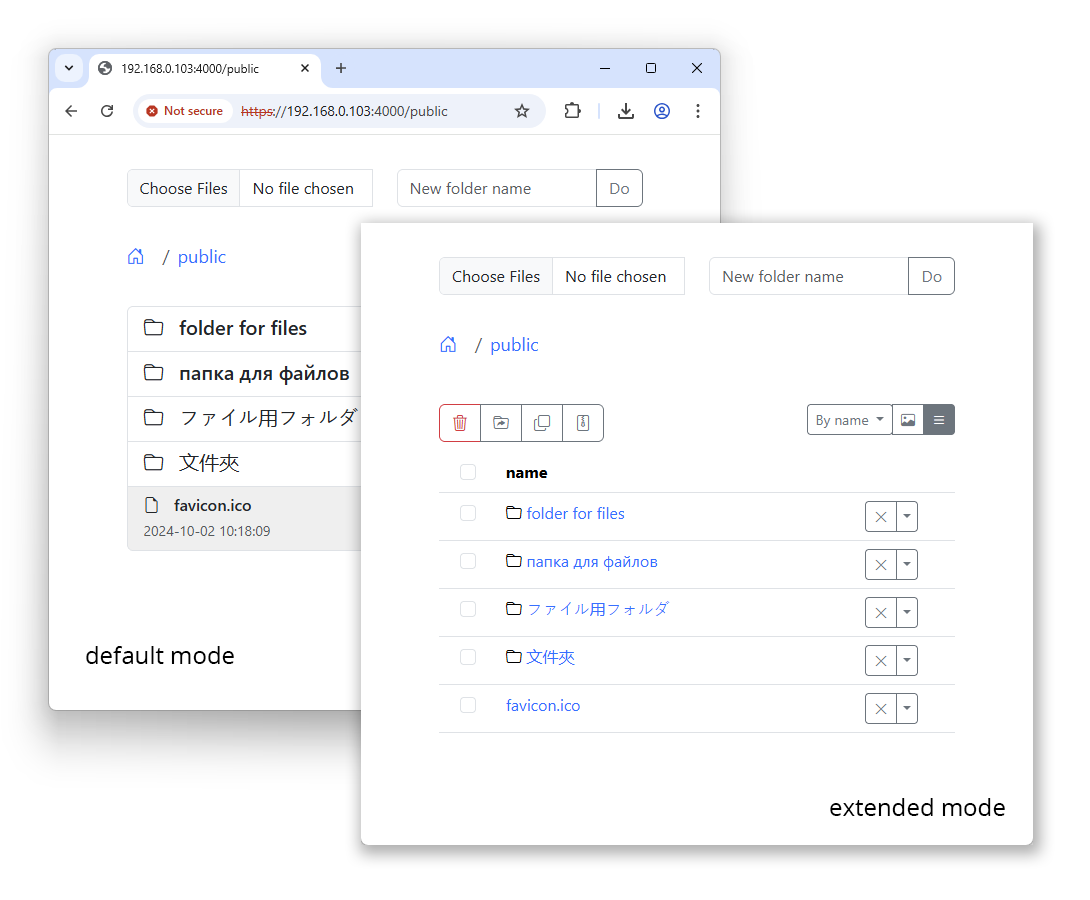 192.168.0.103:4000/public
Not secure https://192.168.0.103:4000/public
Choose Files No file chosen New folder name Do
/ public
folder for files
папка для файлов
ファイル用フォルダ
文件夾
favicon.ico
2024-10-02 10:18:09
default mode
Choose Files No file chosen New folder name Do
/ public
By name
name
folder for files
папка для файлов
ファイル用フォルダ
文件夾
favicon.ico
extended mode